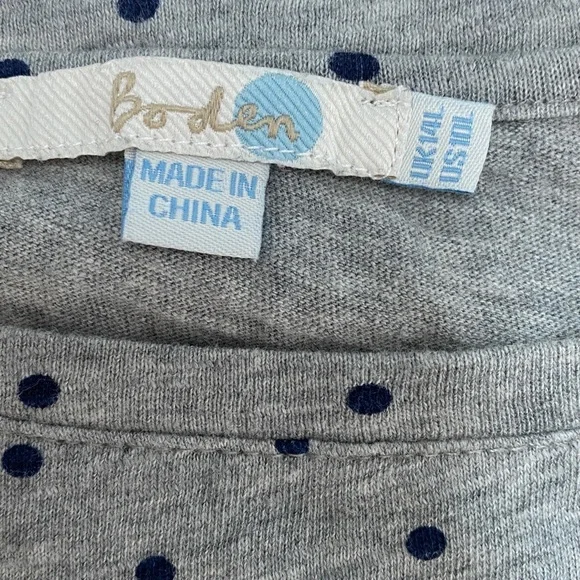 Boden
MADE IN
CHINA
UK 14L
US 10L